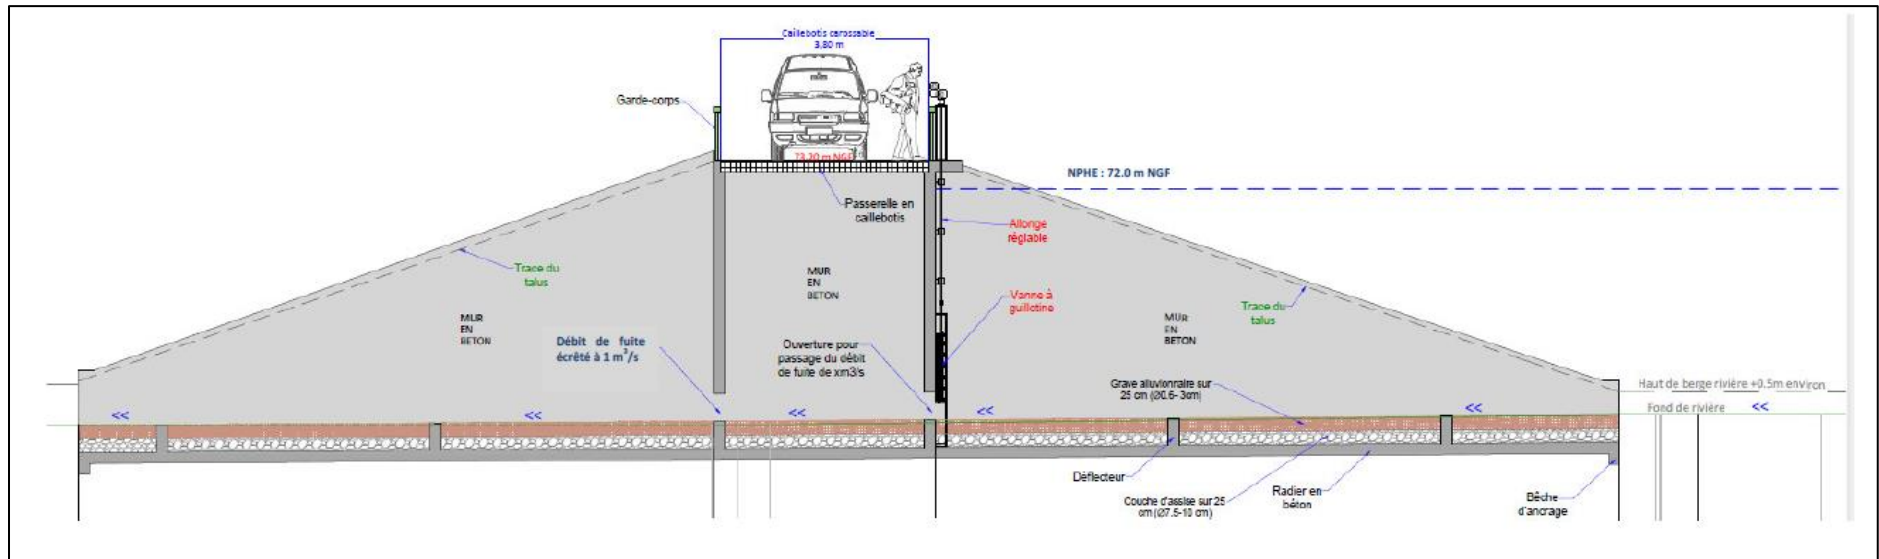 Caillebotis carossable
3.80 m
Garde-corps
73.20 m NGF
NPHE : 72.0 m NGF
Passerelle en
caillebotis
Allonge
réglable
Trace du
talus
MUR
EN
BETON
Vanne à
guillotine
Trace du
talus
MUR
EN
BETON
MUR
EN
BETON
Débit de fuite
écrêté à 1 m³/s
Ouverture pour
passage du débit
de fuite de xm3/s
Grave alluvionnaire sur
25 cm (Ø0.6- 3cm)
Haut de berge rivière +0.5m environ
Fond de rivière <<
<< << << << <<
Déflecteur
Couche d'assise sur 25
cm (Ø7.5-10 cm)
Radier en
béton
Bêche
d'ancrage